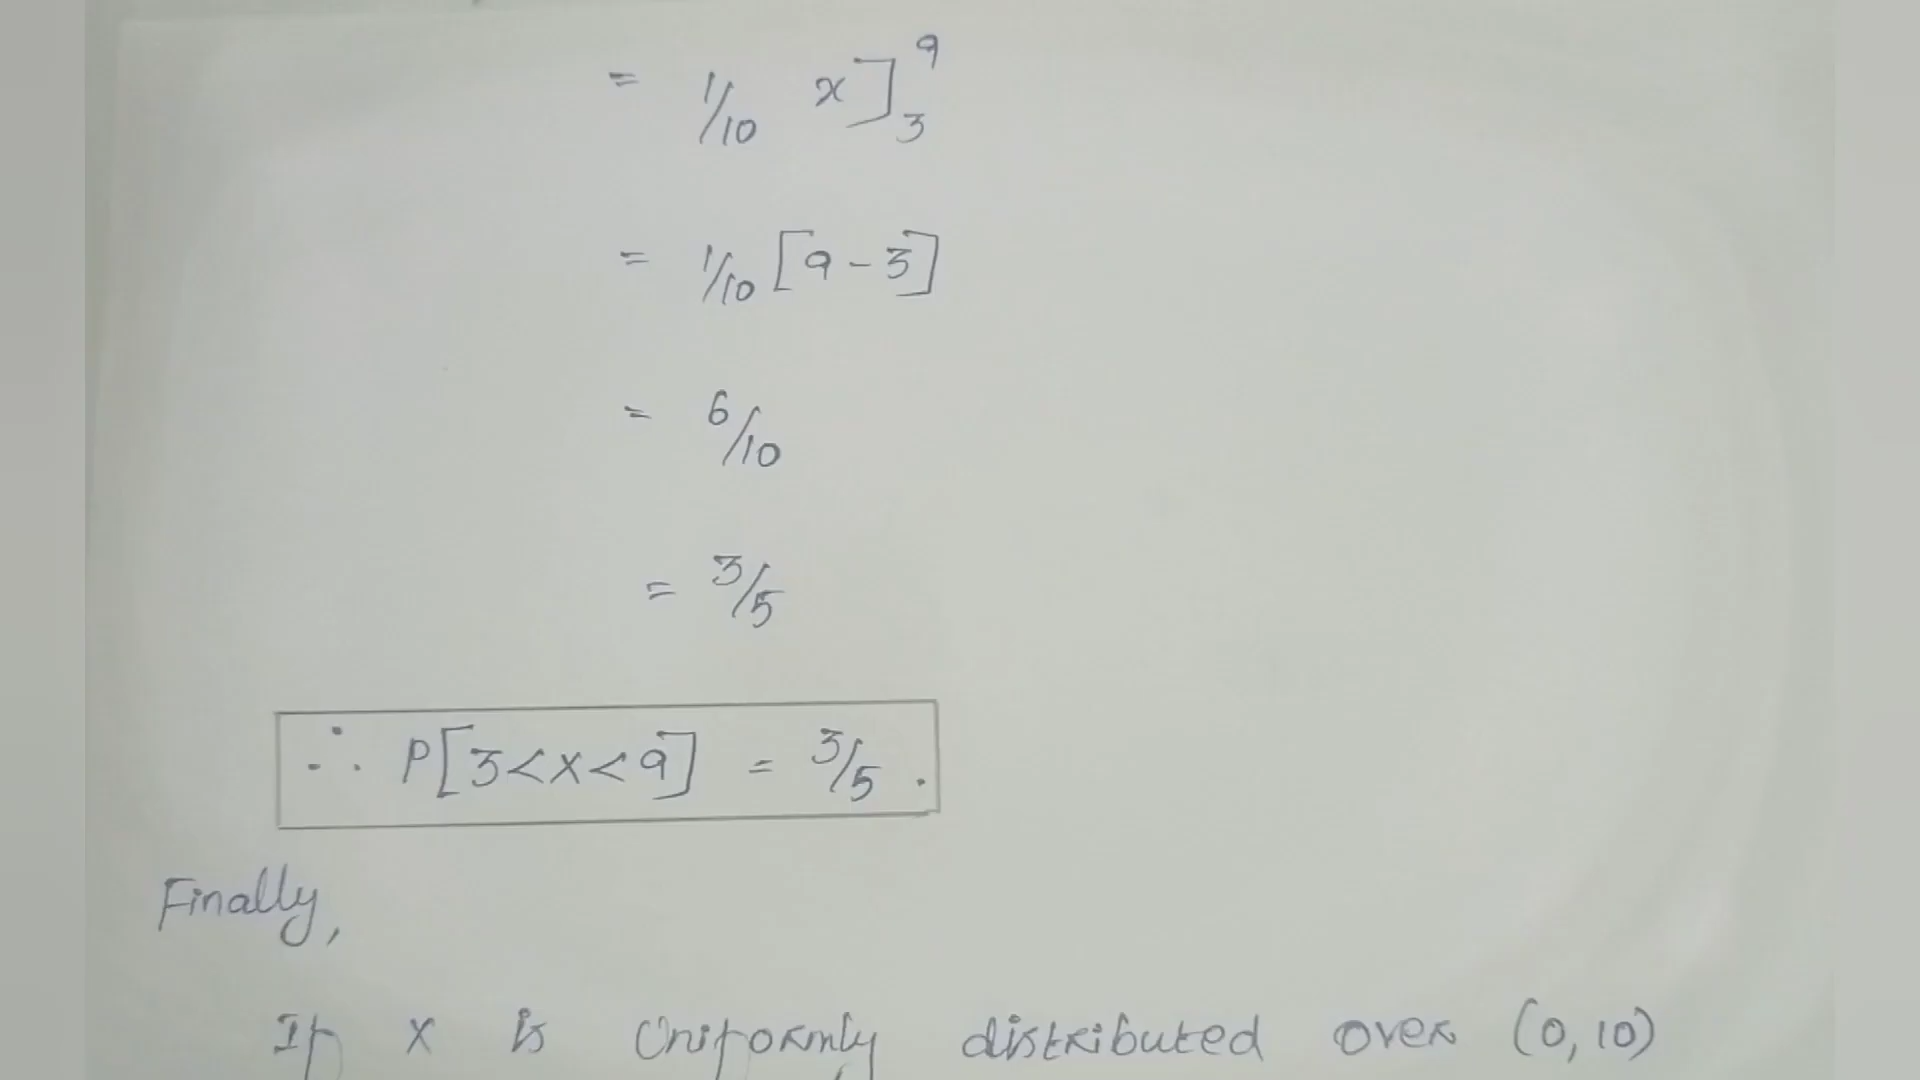 = 1/10 x]₃⁹
= 1/10 [9 - 3]
= 6/10
= 3/5
∴ P[3<x<9] = 3/5 .
Finally,
If X is Uniformly distributed over (0, 10)